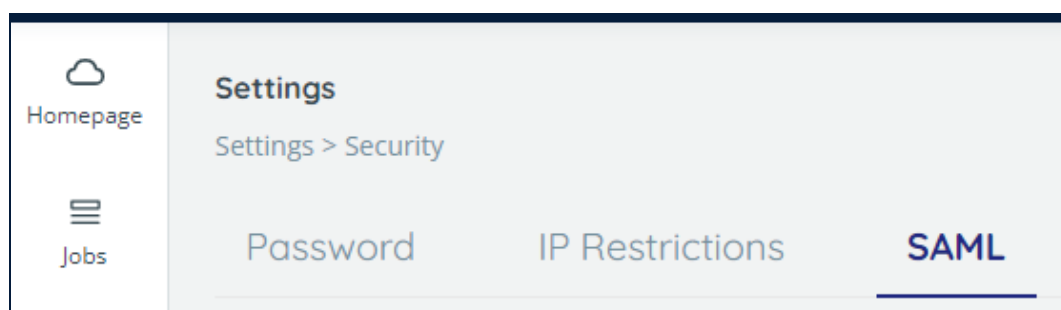 Homepage
Jobs
Settings
Settings > Security
Password IP Restrictions SAML